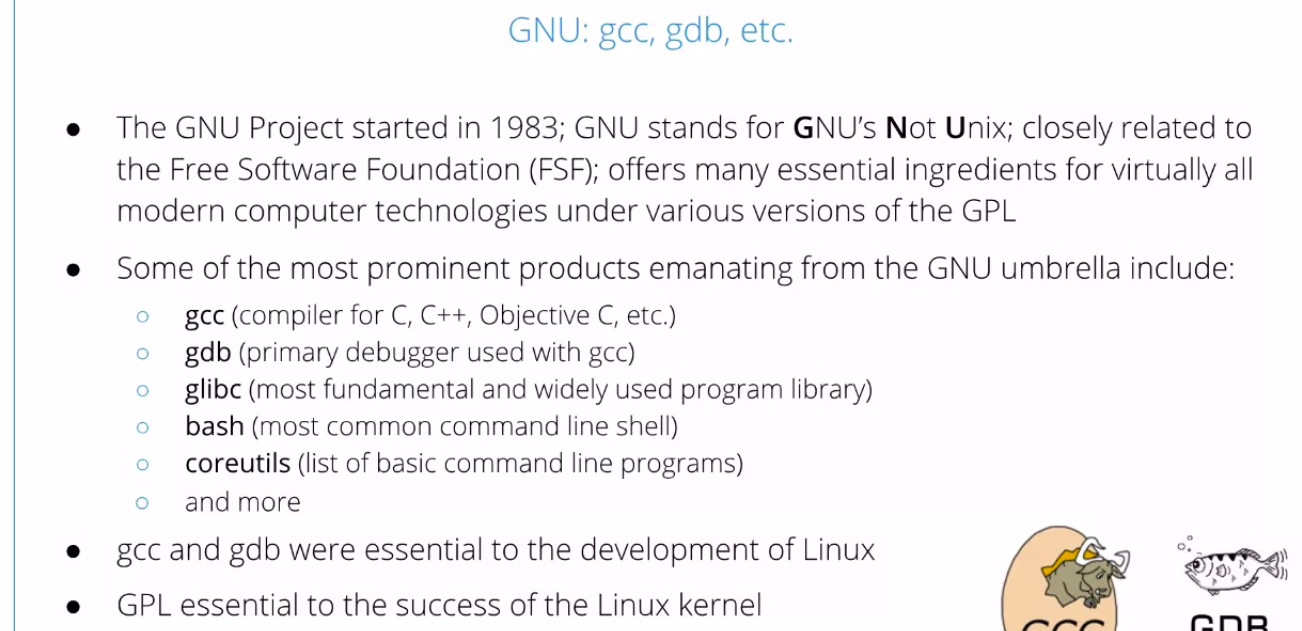 GNU: gcc, gdb, etc.
● The GNU Project started in 1983; GNU stands for GNU’s Not Unix; closely related to
the Free Software Foundation (FSF); offers many essential ingredients for virtually all
modern computer technologies under various versions of the GPL
● Some of the most prominent products emanating from the GNU umbrella include:
○ gcc (compiler for C, C++, Objective C, etc.)
○ gdb (primary debugger used with gcc)
○ glibc (most fundamental and widely used program library)
○ bash (most common command line shell)
○ coreutils (list of basic command line programs)
○ and more
● gcc and gdb were essential to the development of Linux
● GPL essential to the success of the Linux kernel
GCC
GDB